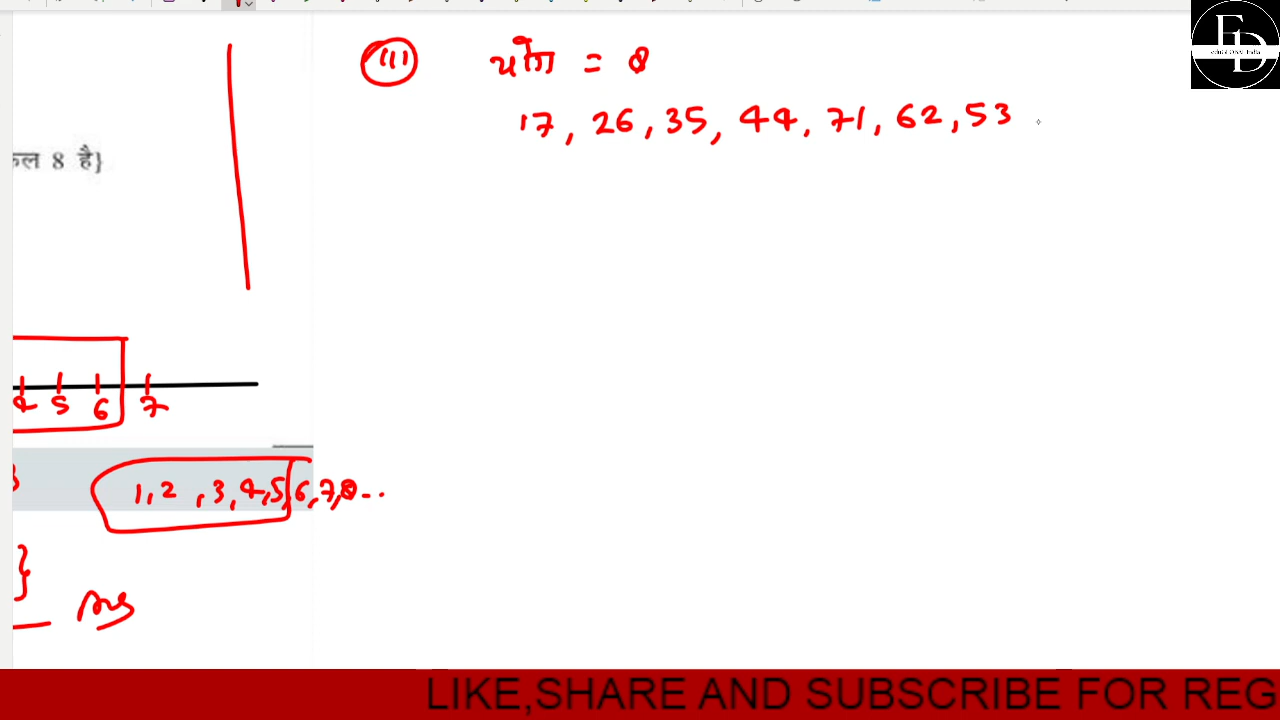 (iii) योग = 8
17, 26, 35, 44, 71, 62, 53
8 है}
4 5 6 7
1, 2, 3, 4, 5, 6, 7, 8 ...
}
Ans
LIKE,SHARE AND SUBSCRIBE FOR REG